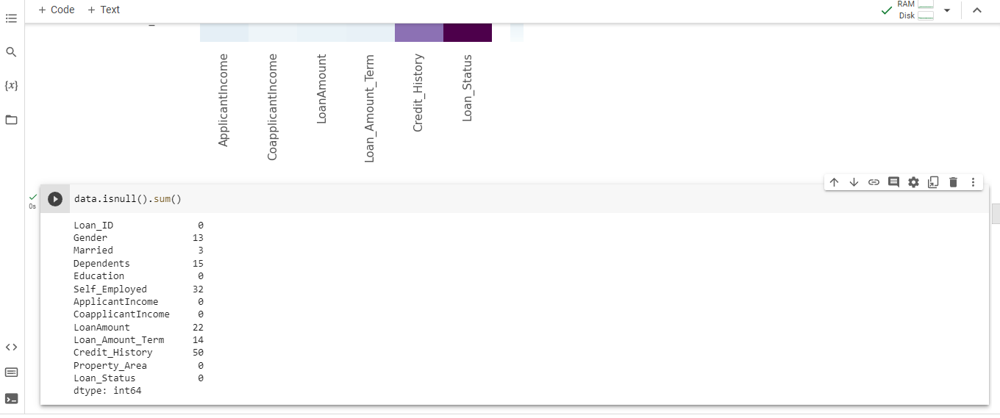 + Code + Text
RAM
Disk
ApplicantIncome
CoapplicantIncome
LoanAmount
Loan_Amount_Term
Credit_History
Loan_Status
{x}
0s
data.isnull().sum()
Loan_ID 0
Gender 13
Married 3
Dependents 15
Education 0
Self_Employed 32
ApplicantIncome 0
CoapplicantIncome 0
LoanAmount 22
Loan_Amount_Term 14
Credit_History 50
Property_Area 0
Loan_Status 0
dtype: int64